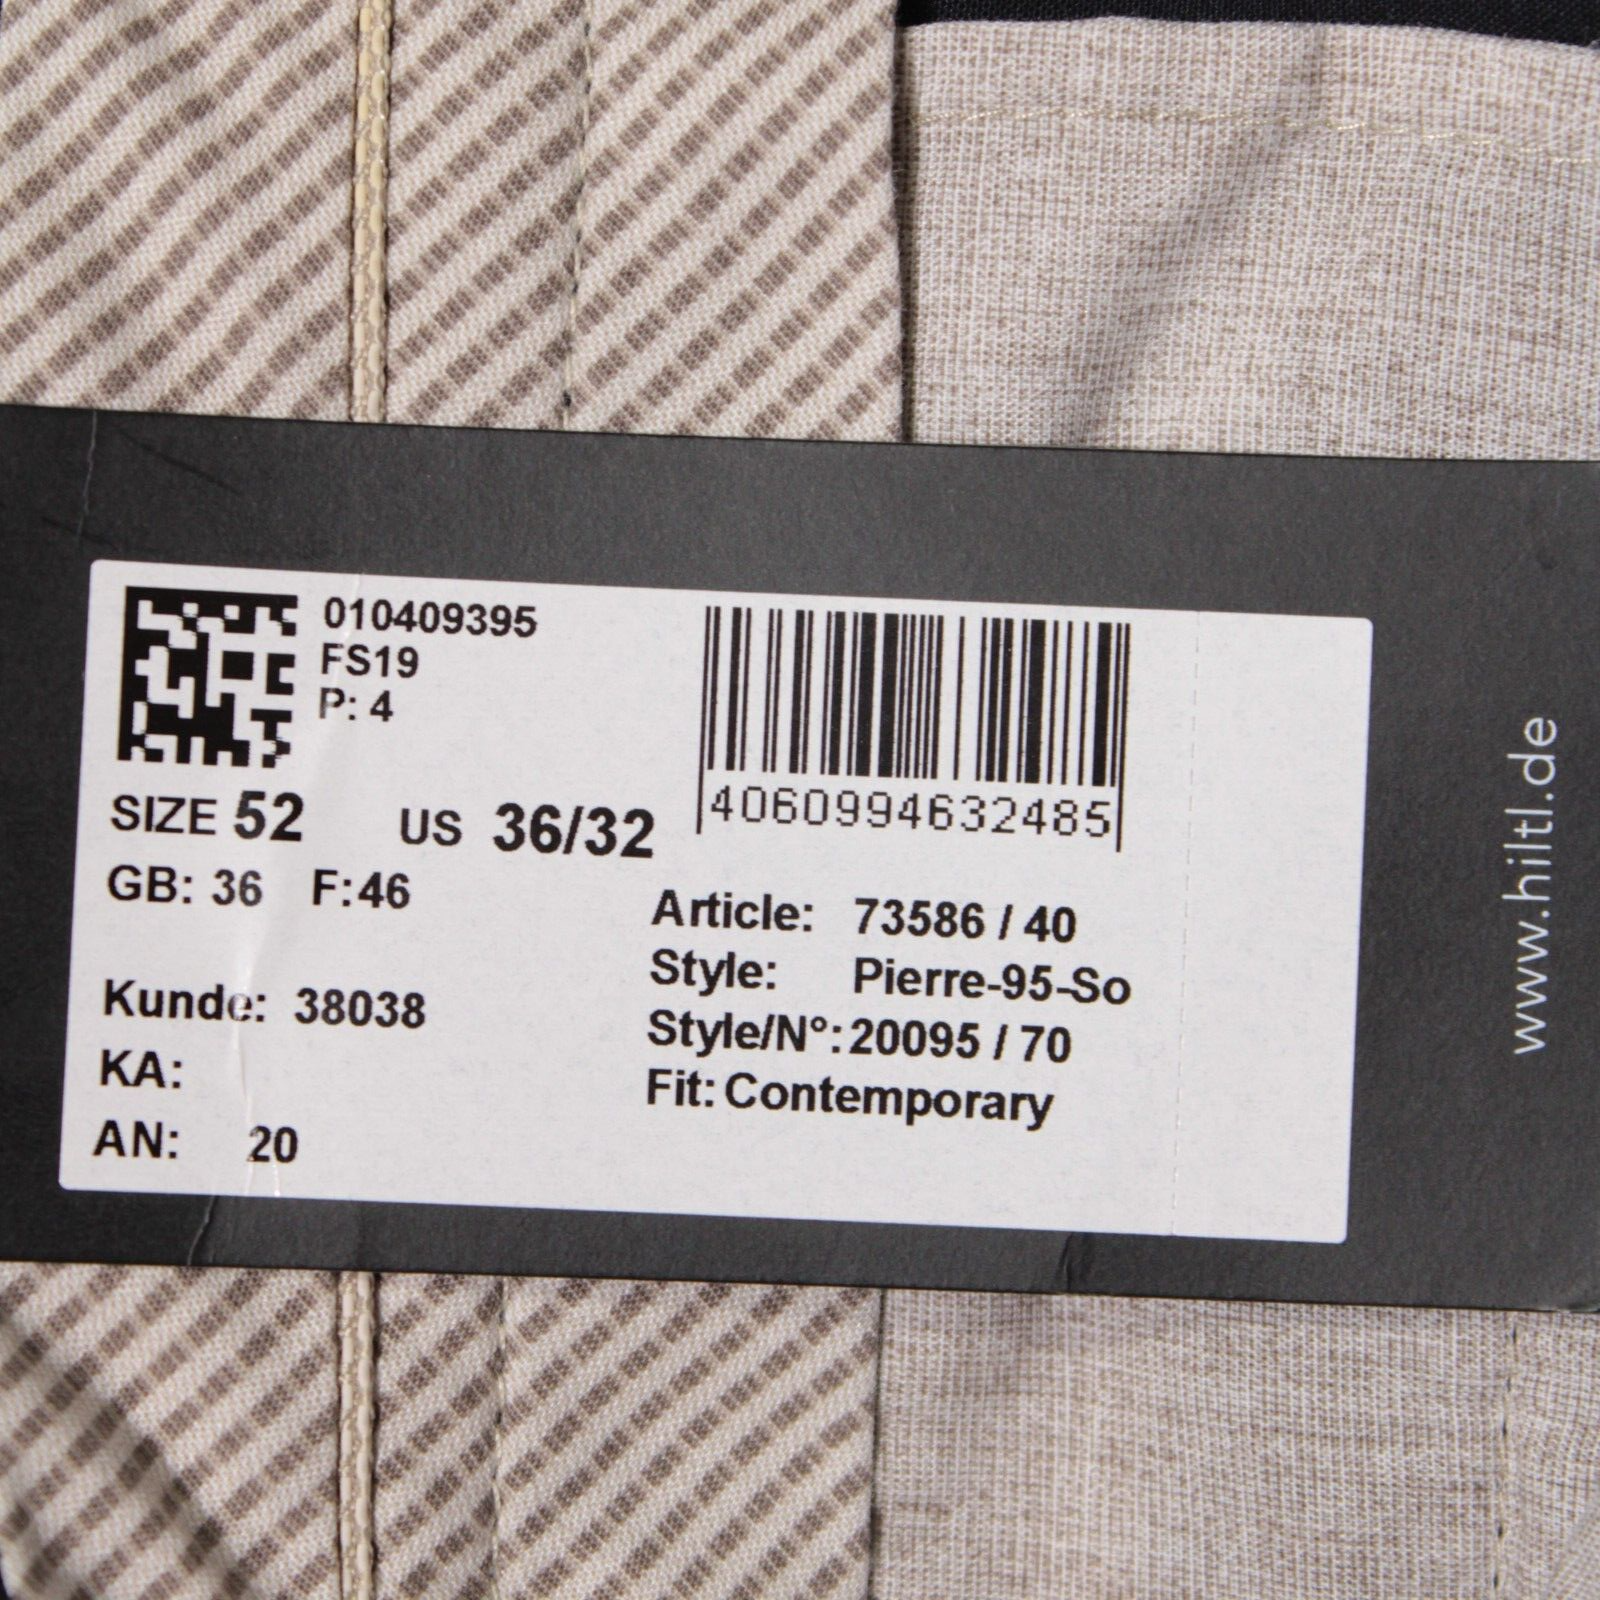 010409395
FS19
P: 4
4060994632485
SIZE 52 US 36/32
GB: 36 F:46
Article: 73586 / 40
Style: Pierre-95-So
Style/N°: 20095 / 70
Fit: Contemporary
Kunde: 38038
KA:
AN: 20
www.hiltl.de